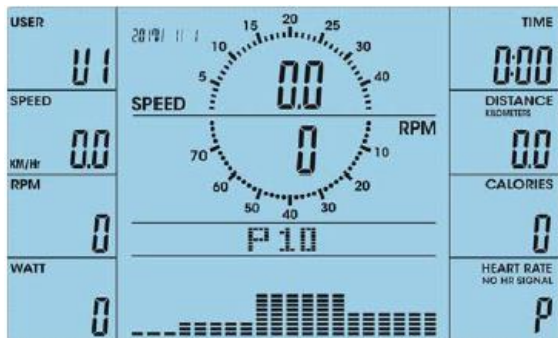 USER
U1
SPEED
KM/Hr 0.0
RPM
0
WATT
0
5 10 15 20 25 30 40
SPEED 0.0
0 RPM
70 60 50 40 30 20 10
P10
TIME
0:00
DISTANCE
KILOMETERS
0.0
CALORIES
0
HEART RATE
NO HR SIGNAL
P